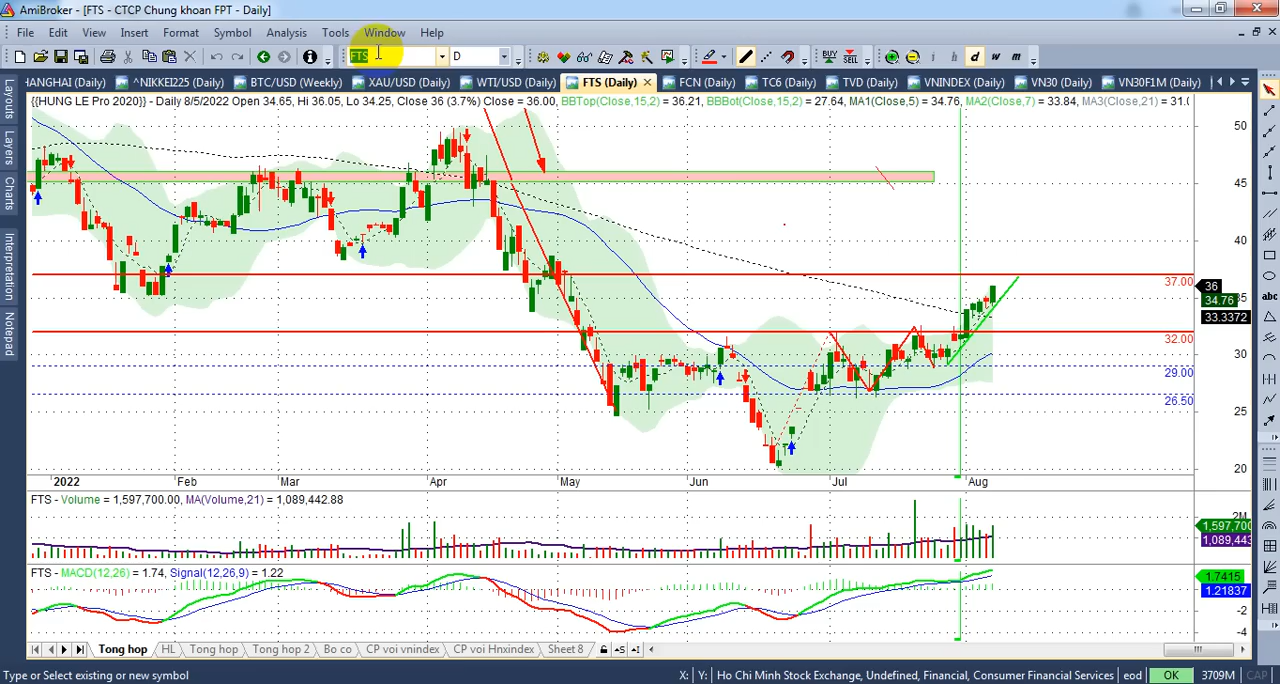 AmiBroker - [FTS - CTCP Chung khoan FPT - Daily]
File Edit View Insert Format Symbol Analysis Tools Window Help
FTS D i h d w m BUY SELL
HANGHAI (Daily) ^NIKKEI225 (Daily) BTC/USD (Weekly) XAU/USD (Daily) WTI/USD (Daily) FTS (Daily) FCN (Daily) TC6 (Daily) TVD (Daily) VNINDEX (Daily) VN30 (Daily) VN30F1M (Daily)
{{HUNG LE Pro 2020}} - Daily 8/5/2022 Open 34.65, Hi 36.05, Lo 34.25, Close 36 (3.7%) Close = 36.00, BBTop(Close,15,2) = 36.21, BBBot(Close,15,2) = 27.64, MA1(Close,5) = 34.76, MA2(Close,7) = 33.84, MA3(Close,21) = 31.0
Layouts
Layers
Charts
Interpretation
Notepad
50
45
40
37.00
36
34.76
35
33.3372
32.00
30
29.00
26.50
25
20
2022 Feb Mar Apr May Jun Jul Aug
FTS - Volume = 1,597,700.00, MA(Volume,21) = 1,089,442.88
2M
1,597,700
1,089,443
FTS - MACD(12,26) = 1.74, Signal(12,26,9) = 1.22
1.7415
1.21837
-2
-4
Tong hop HL Tong hop Tong hop 2 Bo co CP voi vnindex CP voi Hnxindex Sheet 8
Type or Select existing or new symbol X: Y: Ho Chi Minh Stock Exchange, Undefined, Financial, Consumer Financial Services eod OK 3709M CAP
abc